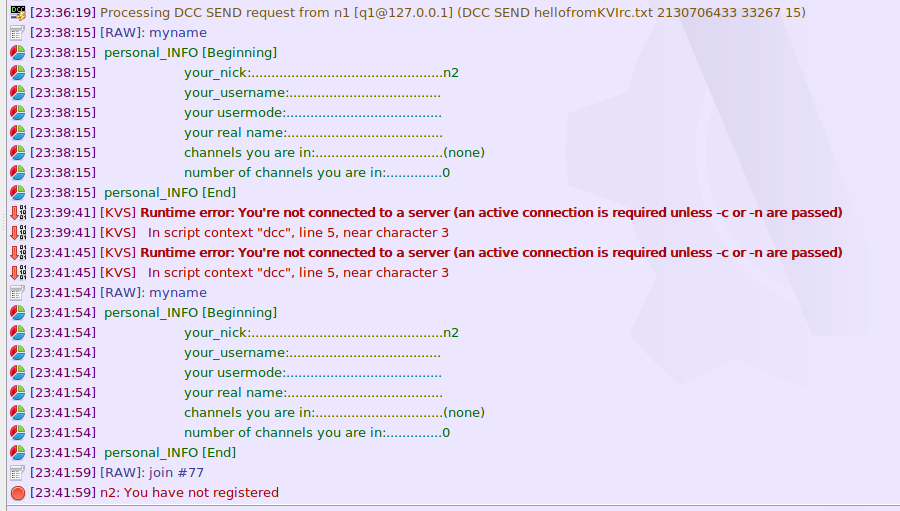 [23:36:19] Processing DCC SEND request from n1 [q1@127.0.0.1] (DCC SEND hellofromKVIrc.txt 2130706433 33267 15)
[23:38:15] [RAW]: myname
[23:38:15] personal_INFO [Beginning]
[23:38:15] your_nick:................................................n2
[23:38:15] your_username:......................................
[23:38:15] your usermode:.......................................
[23:38:15] your real name:.......................................
[23:38:15] channels you are in:................................(none)
[23:38:15] number of channels you are in:..............0
[23:38:15] personal_INFO [End]
[23:39:41] [KVS] Runtime error: You're not connected to a server (an active connection is required unless -c or -n are passed)
[23:39:41] [KVS] In script context "dcc", line 5, near character 3
[23:41:45] [KVS] Runtime error: You're not connected to a server (an active connection is required unless -c or -n are passed)
[23:41:45] [KVS] In script context "dcc", line 5, near character 3
[23:41:54] [RAW]: myname
[23:41:54] personal_INFO [Beginning]
[23:41:54] your_nick:................................................n2
[23:41:54] your_username:......................................
[23:41:54] your usermode:.......................................
[23:41:54] your real name:.......................................
[23:41:54] channels you are in:................................(none)
[23:41:54] number of channels you are in:..............0
[23:41:54] personal_INFO [End]
[23:41:59] [RAW]: join #77
[23:41:59] n2: You have not registered